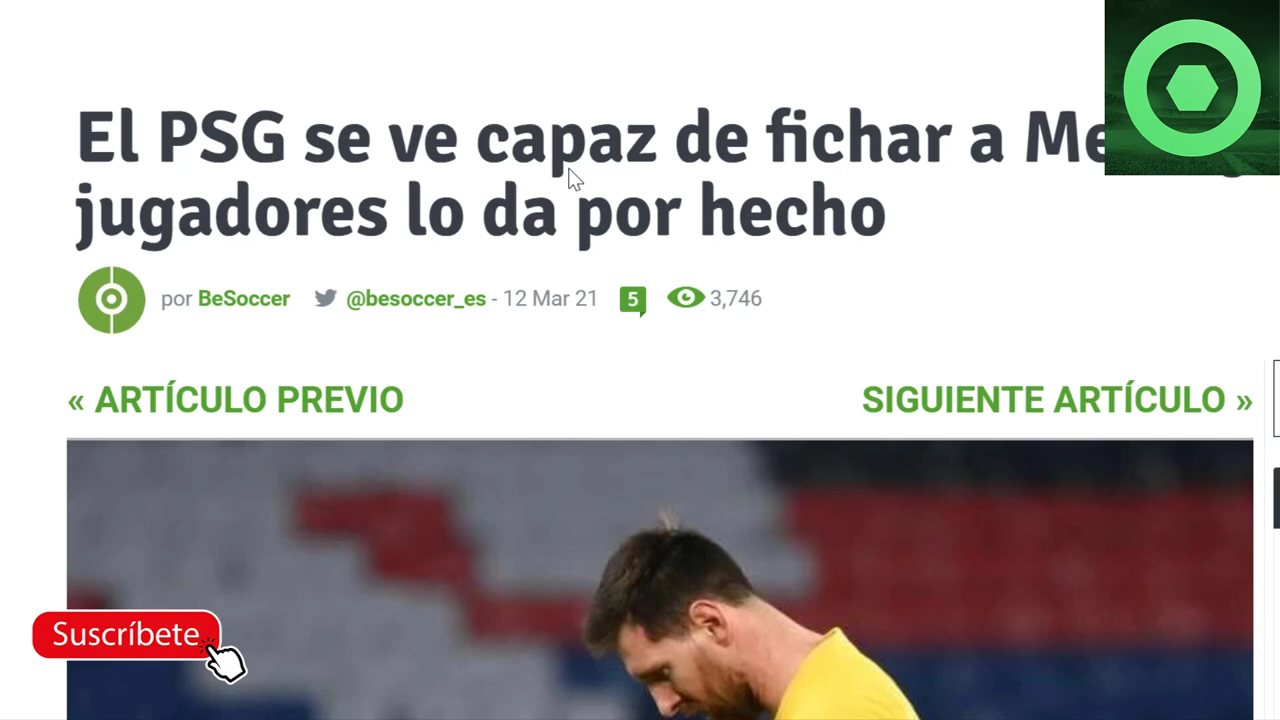 El PSG se ve capaz de fichar a
jugadores lo da por hecho
por BeSoccer @besoccer_es - 12 Mar 21 5 3,746
« ARTÍCULO PREVIO SIGUIENTE ARTÍCULO »
Suscríbete